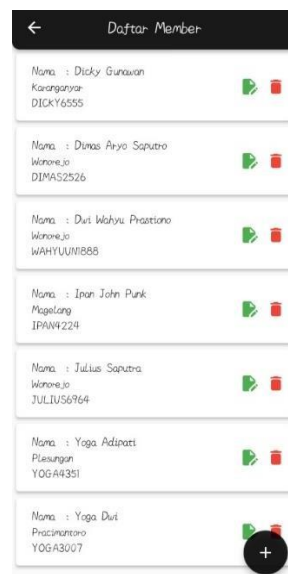 Daftar Member
Nama : Dicky Gunawan
Karanganyar
DICKY6555
Nama : Dimas Aryo Saputro
Wonorejo
DIMAS2526
Nama : Dwi Wahyu Prastiono
Wonorejo
WAHYUUN1888
Nama : Ipan John Punk
Magelang
IPAN4224
Nama : Julius Saputra
Wonorejo
JULIUS6964
Nama : Yoga Adipati
Plesungan
YOGA4351
Nama : Yoga Dwi
Pracimantoro
YOGA3007